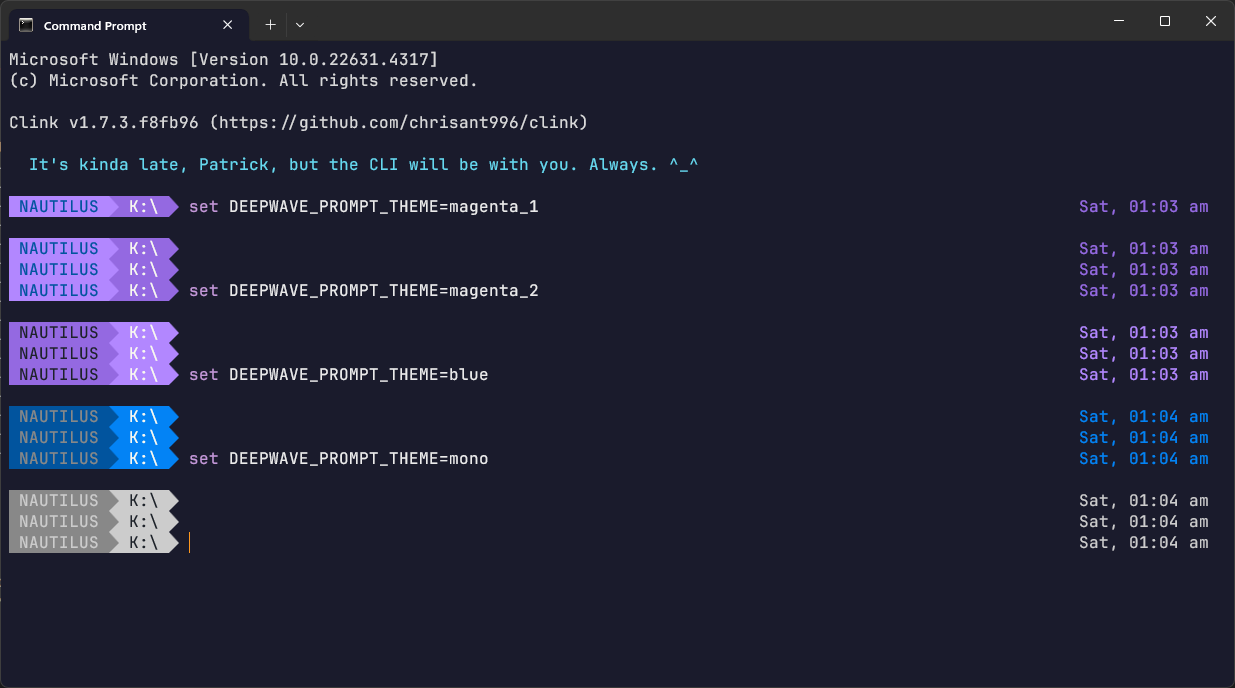 Command Prompt
Microsoft Windows [Version 10.0.22631.4317]
(c) Microsoft Corporation. All rights reserved.
Clink v1.7.3.f8fb96 (https://github.com/chrisant996/clink)
It's kinda late, Patrick, but the CLI will be with you. Always. ^_^
NAUTILUS K:\ set DEEPWAVE_PROMPT_THEME=magenta_1 Sat, 01:03 am
NAUTILUS K:\ Sat, 01:03 am
NAUTILUS K:\ Sat, 01:03 am
NAUTILUS K:\ set DEEPWAVE_PROMPT_THEME=magenta_2 Sat, 01:03 am
NAUTILUS K:\ Sat, 01:03 am
NAUTILUS K:\ Sat, 01:03 am
NAUTILUS K:\ set DEEPWAVE_PROMPT_THEME=blue Sat, 01:03 am
NAUTILUS K:\ Sat, 01:04 am
NAUTILUS K:\ Sat, 01:04 am
NAUTILUS K:\ set DEEPWAVE_PROMPT_THEME=mono Sat, 01:04 am
NAUTILUS K:\ Sat, 01:04 am
NAUTILUS K:\ Sat, 01:04 am
NAUTILUS K:\ Sat, 01:04 am